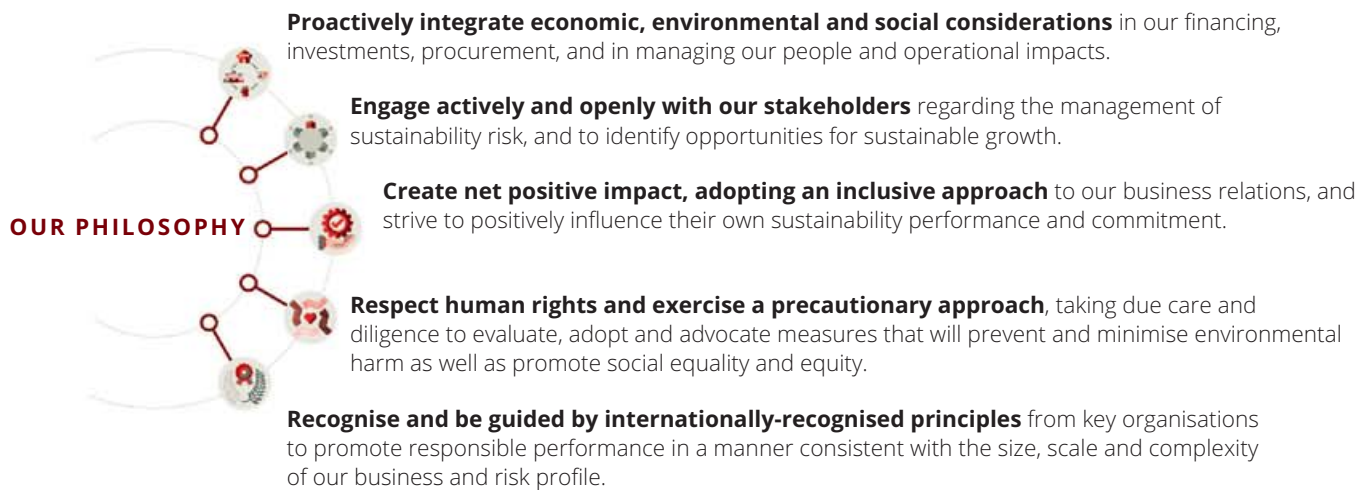 Proactively integrate economic, environmental and social considerations in our financing,
investments, procurement, and in managing our people and operational impacts.
Engage actively and openly with our stakeholders regarding the management of
sustainability risk, and to identify opportunities for sustainable growth.
Create net positive impact, adopting an inclusive approach to our business relations, and
strive to positively influence their own sustainability performance and commitment.
OUR PHILOSOPHY
Respect human rights and exercise a precautionary approach, taking due care and
diligence to evaluate, adopt and advocate measures that will prevent and minimise environmental
harm as well as promote social equality and equity.
Recognise and be guided by internationally-recognised principles from key organisations
to promote responsible performance in a manner consistent with the size, scale and complexity
of our business and risk profile.